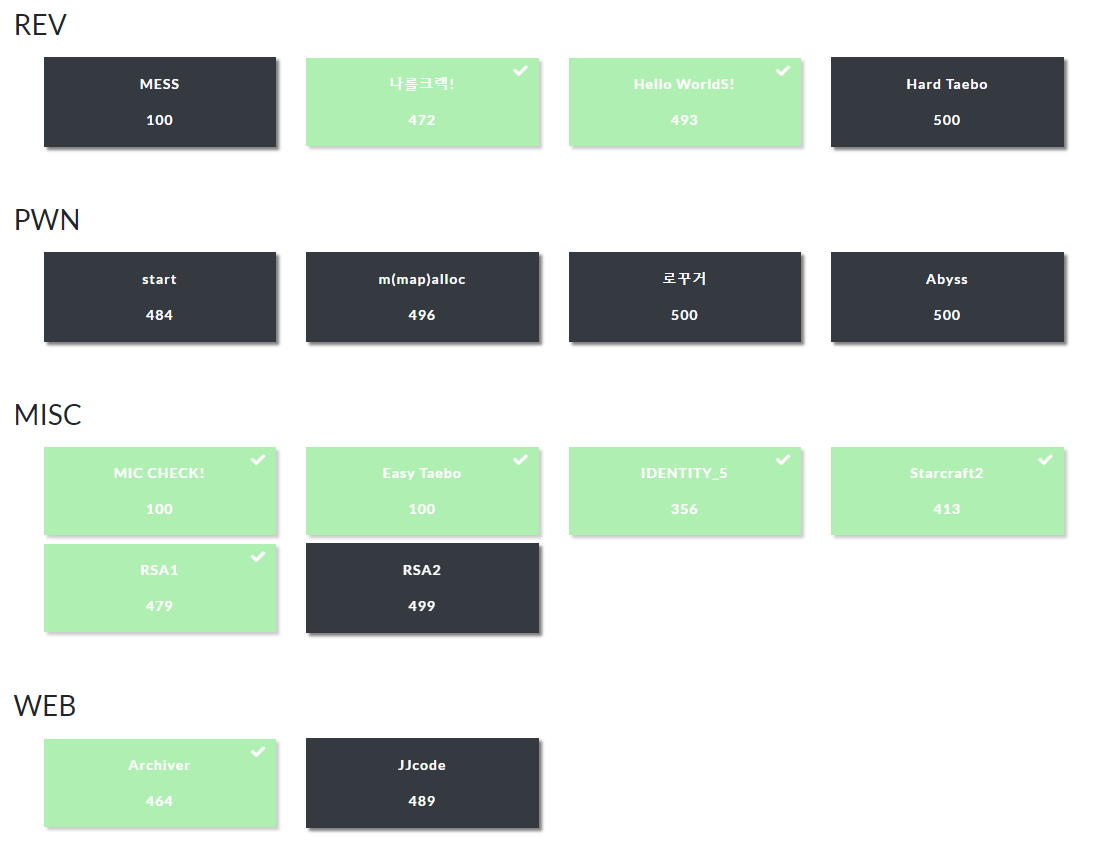 REV
MESS
100
나를크랙!
472
Hello WorldS!
493
Hard Taebo
500
PWN
start
484
m(map)alloc
496
로꾸거
500
Abyss
500
MISC
MIC CHECK!
100
Easy Taebo
100
IDENTITY_5
356
Starcraft2
413
RSA1
479
RSA2
499
WEB
Archiver
464
JJcode
489